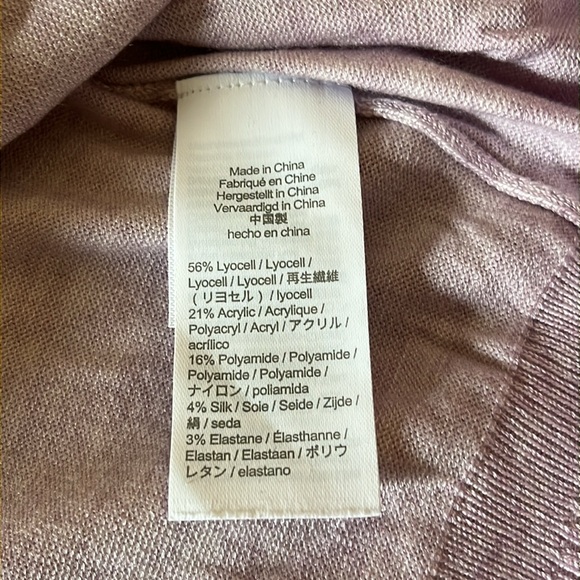 Made in China
Fabriqué en Chine
Hergestellt in China
Vervaardigd in China
中国製
hecho en china
56% Lyocell / Lyocell /
Lyocell / Lyocell / 再生繊維
( リヨセル ) / lyocell
21% Acrylic / Acrylique /
Polyacryl / Acryl / アクリル /
acrílico
16% Polyamide / Polyamide /
Polyamide / Polyamide /
ナイロン / poliamida
4% Silk / Soie / Seide / Zijde /
絹 / seda
3% Elastane / Élasthanne /
Elastan / Elastaan / ポリウ
レタン / elastano